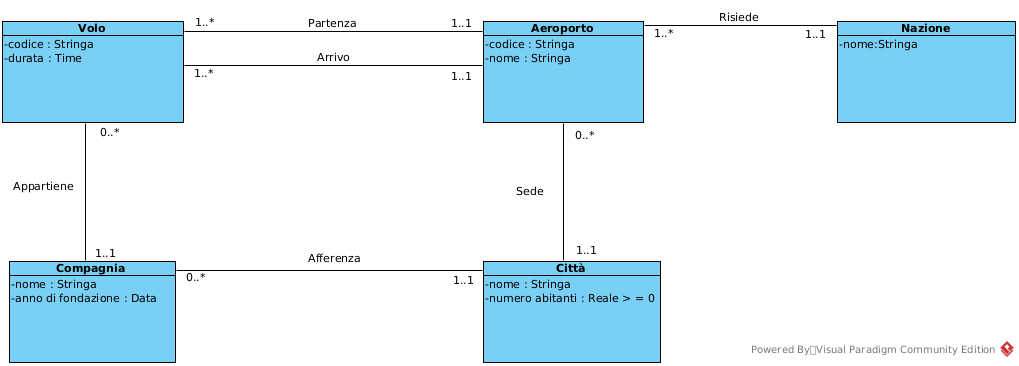 1..*
Partenza
1..1
Risiede
Volo
Aeroporto
Nazione
-codice : Stringa
-durata : Time
-codice : Stringa
-nome : Stringa
1..*
1..1
-nome:Stringa
Arrivo
1..*
1..1
0..*
0..*
Appartiene
Sede
1..1
1..1
Afferenza
Compagnia
Città
0..*
1..1
-nome : Stringa
-anno di fondazione : Data
-nome : Stringa
-numero abitanti : Reale > = 0
Powered By Visual Paradigm Community Edition